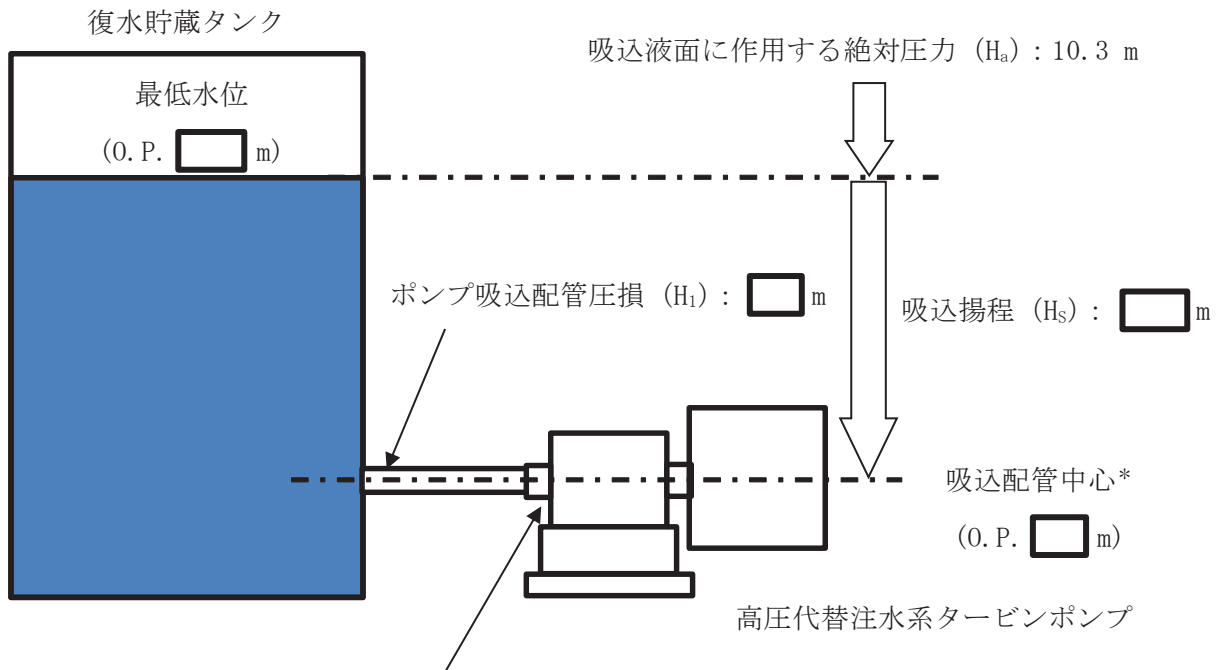 復水貯蔵タンク
吸込液面に作用する絶対圧力 (Ha) : 10.3 m
最低水位
(O.P. m)
ポンプ吸込配管圧損 (H1) : m
吸込揚程 (HS) : m
吸込配管中心*
(O.P. m)
高圧代替注水系タービンポンプ